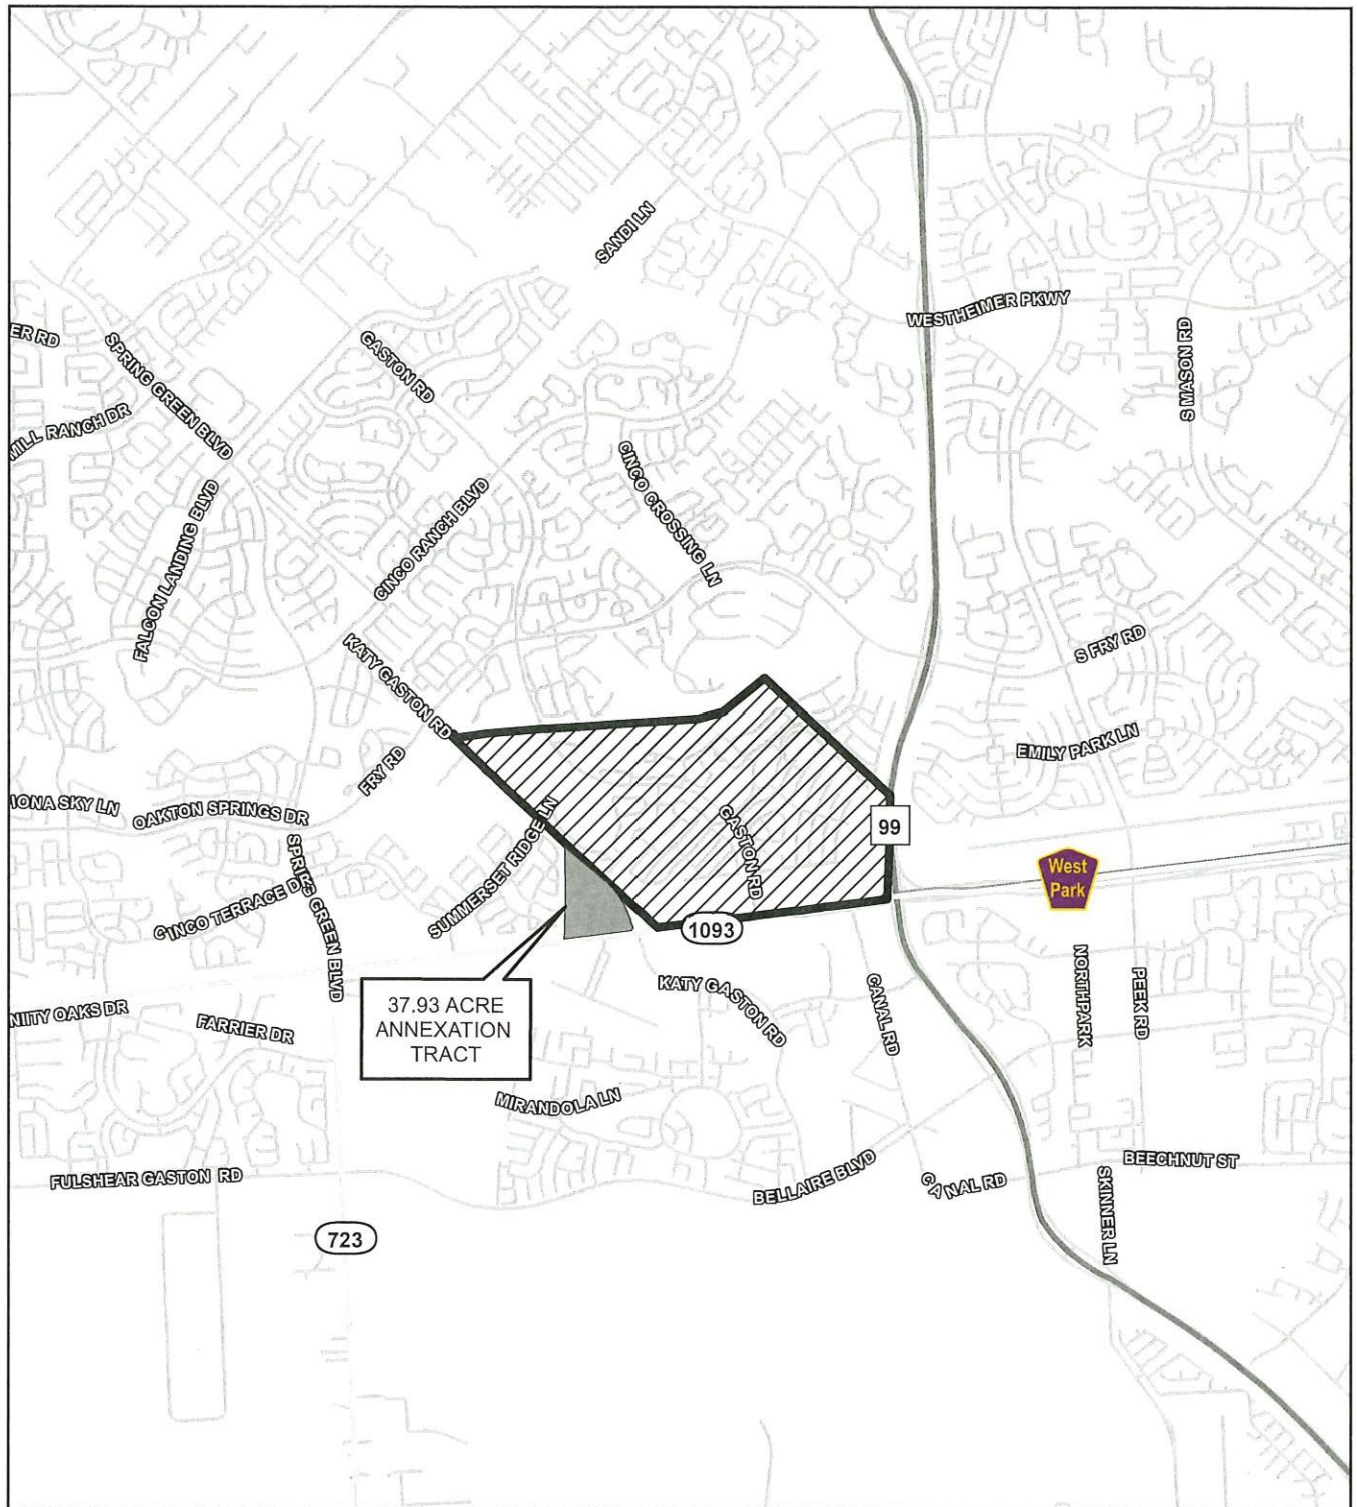 SANDI LN
WESTHEIMER PKWY
ER RD
SPRING GREEN BLVD
GASTON RD
S MASON RD
MILL RANCH DR
CINCO CROSSING LN
FALCON LANDING BLVD
CINCO RANCH BLVD
KATY GASTON RD
S FRY RD
EMILY PARK LN
FRY RD
IONA SKY LN
OAKTON SPRINGS DR
SUMMERSET RIDGE LN
GASTON RD
99
SPRING GREEN BLVD
CINCO TERRACE DR
West
Park
1093
37.93 ACRE
ANNEXATION
TRACT
KATY GASTON RD
CANAL RD
NORTHPARK
PEEK RD
NIITY OAKS DR
FARRIER DR
MIRANDOLA LN
FULSHEAR GASTON RD
BELLAIRE BLVD
CANAL RD
BEECHNUT ST
SKINNER LN
723